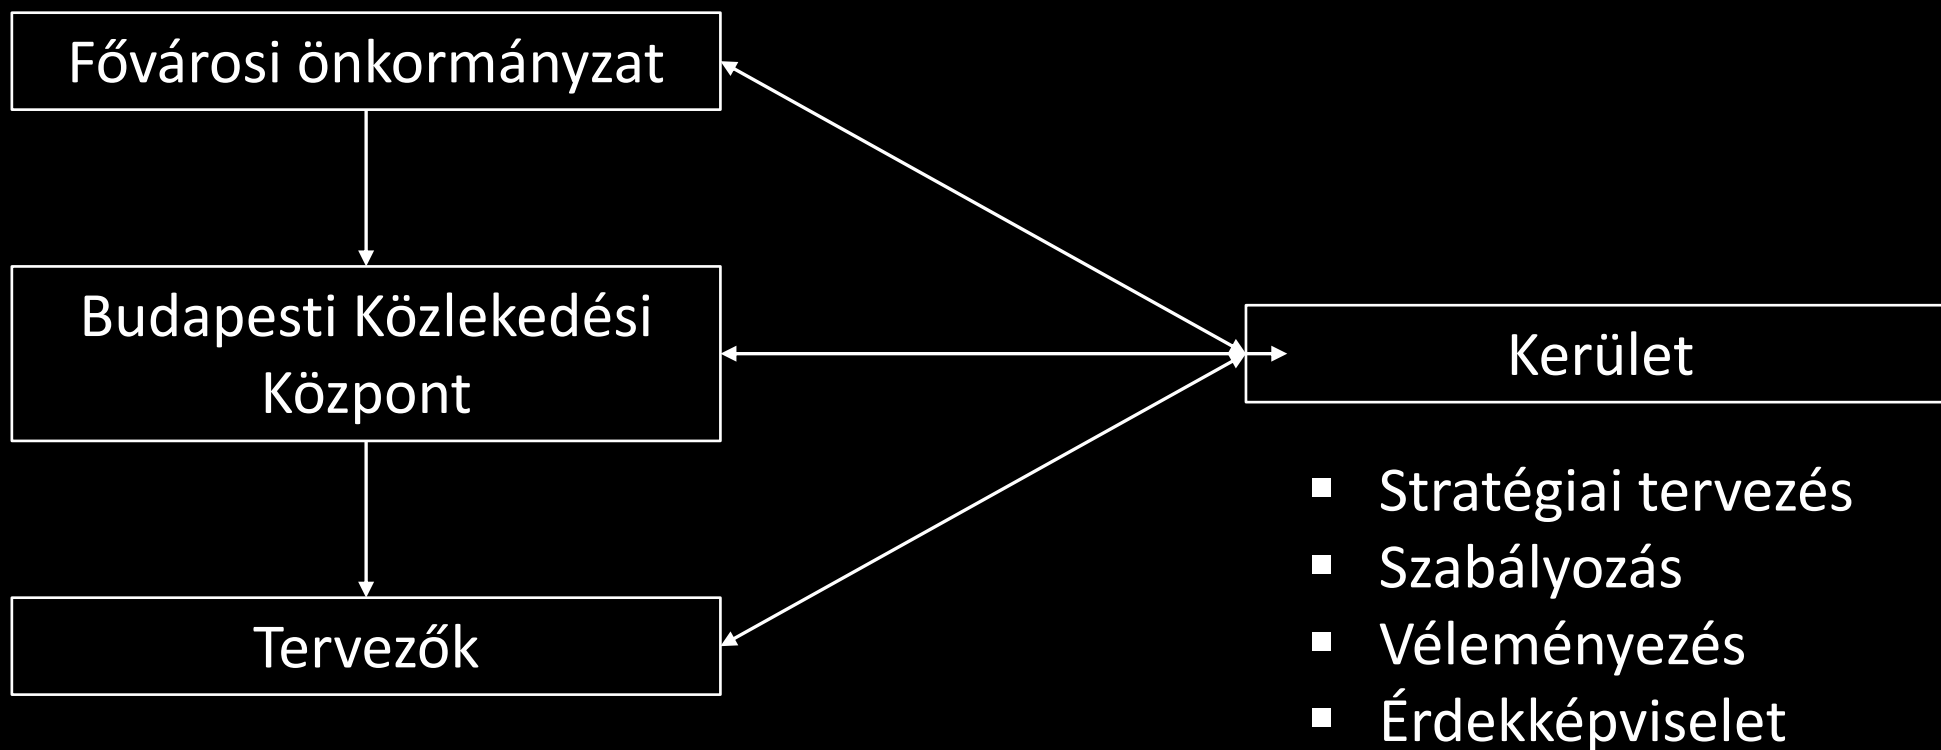 Fővárosi önkormányzat
Budapesti Közlekedési
Központ
Tervezők
Kerület
▪ Stratégiai tervezés
▪ Szabályozás
▪ Véleményezés
▪ Érdekképviselet